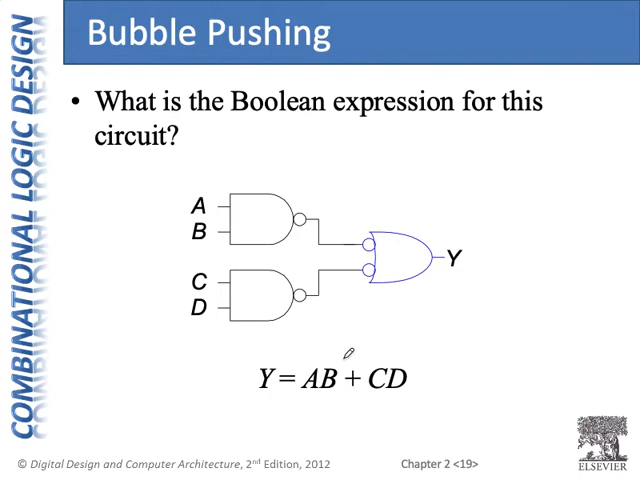 COMBINATIONAL LOGIC DESIGN
Bubble Pushing
• What is the Boolean expression for this
circuit?
A
B
C
D
Y
Y = AB + CD
© Digital Design and Computer Architecture, 2nd Edition, 2012
Chapter 2 <19>
ELSEVIER